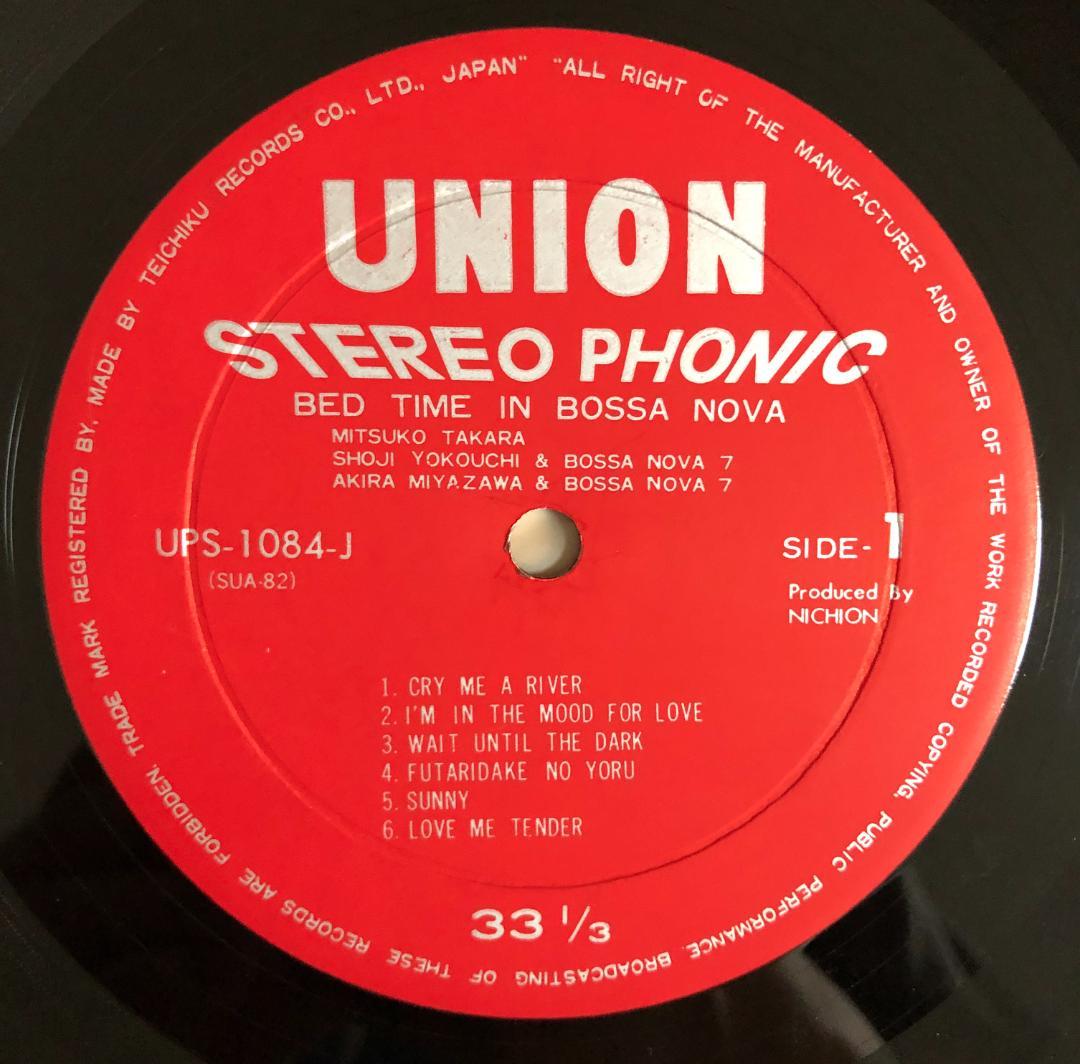 "ALL RIGHT OF THE MANUFACTURER AND OWNER OF THE WORK RECORDED COPYING, PUBLIC PERFORMANCE, BROADCASTING OF THESE RECORDS ARE FORBIDDEN, TRADE MARK REGISTERED BY, MADE BY TEICHIKU RECORDS CO., LTD., JAPAN"
UNION
STEREO PHONIC
BED TIME IN BOSSA NOVA
MITSUKO TAKARA
SHOJI YOKOUCHI & BOSSA NOVA 7
AKIRA MIYAZAWA & BOSSA NOVA 7
UPS-1084-J
(SUA-82)
SIDE-1
Produced By
NICHION
1. CRY ME A RIVER
2. I'M IN THE MOOD FOR LOVE
3. WAIT UNTIL THE DARK
4. FUTARIDAKE NO YORU
5. SUNNY
6. LOVE ME TENDER
33 1/3